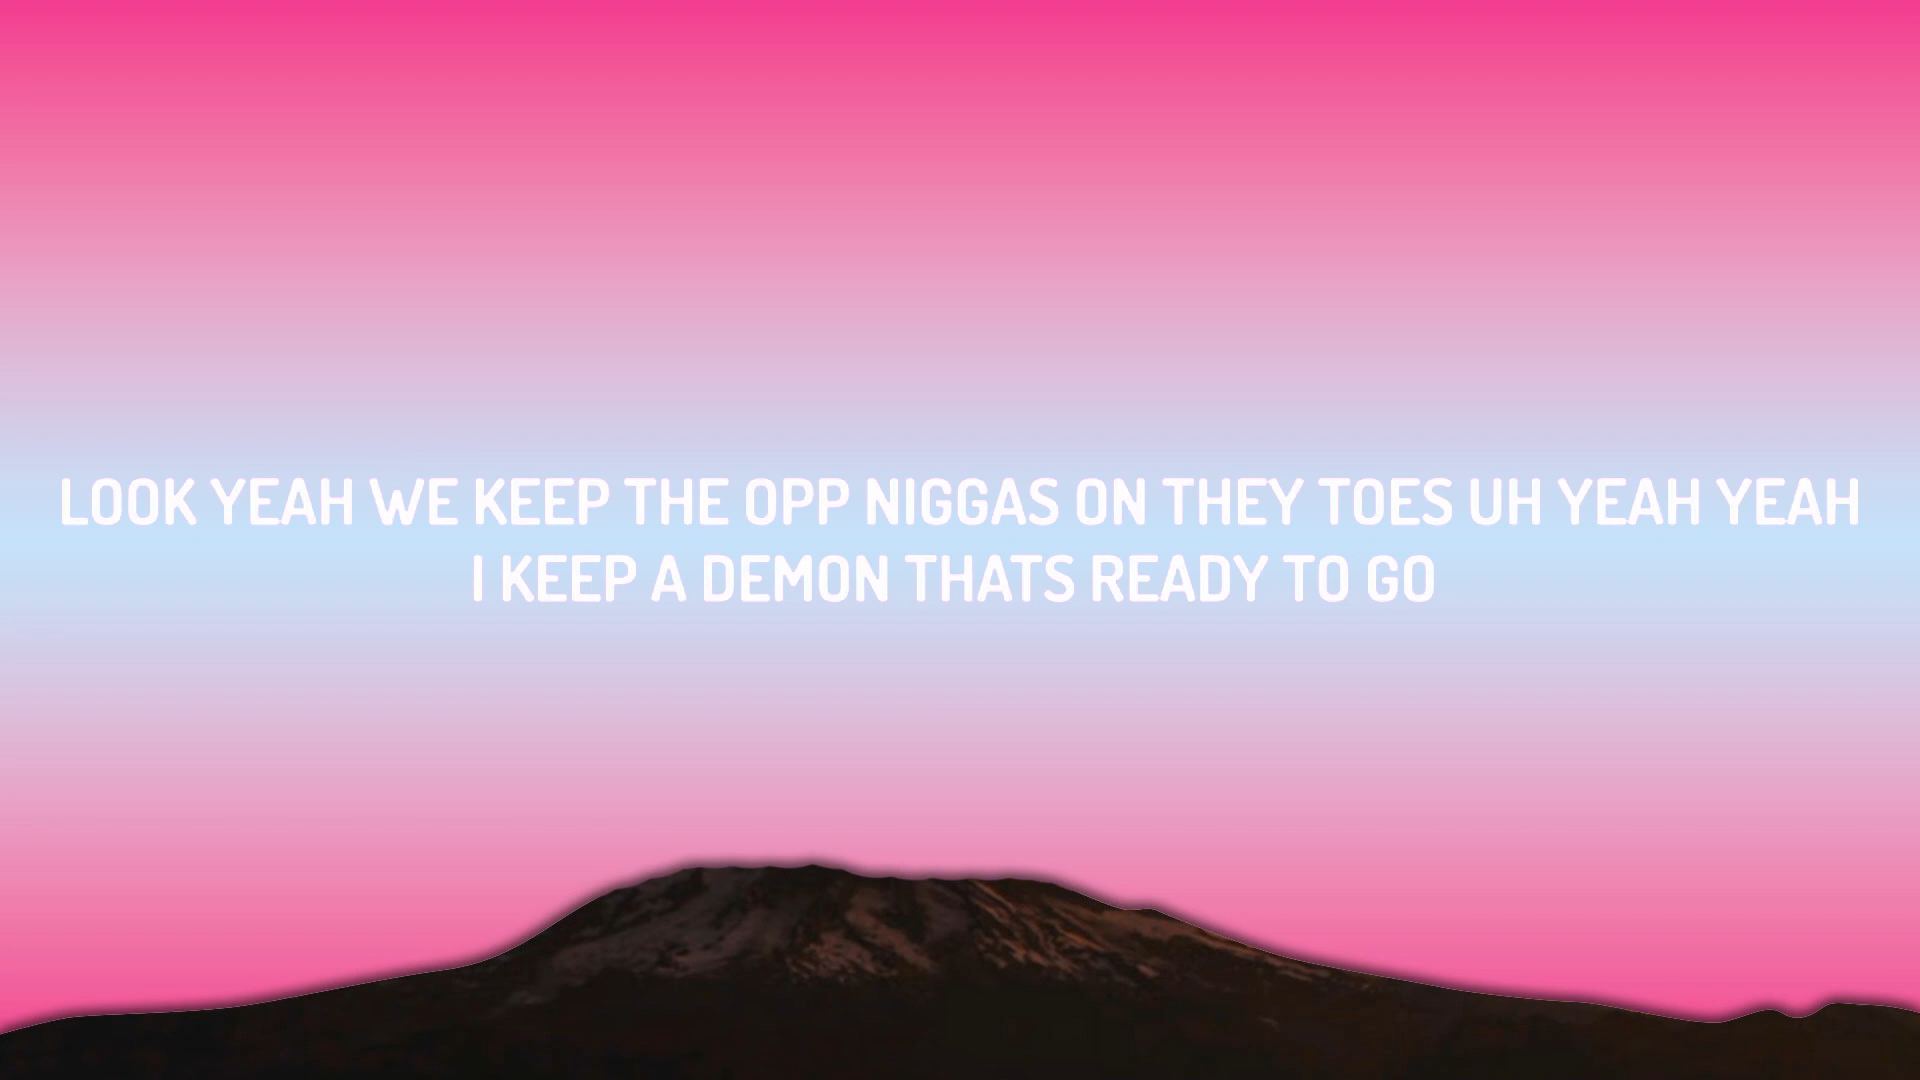 LOOK YEAH WE KEEP THE OPP NIGGAS ON THEY TOES UH YEAH YEAH
I KEEP A DEMON THATS READY TO GO